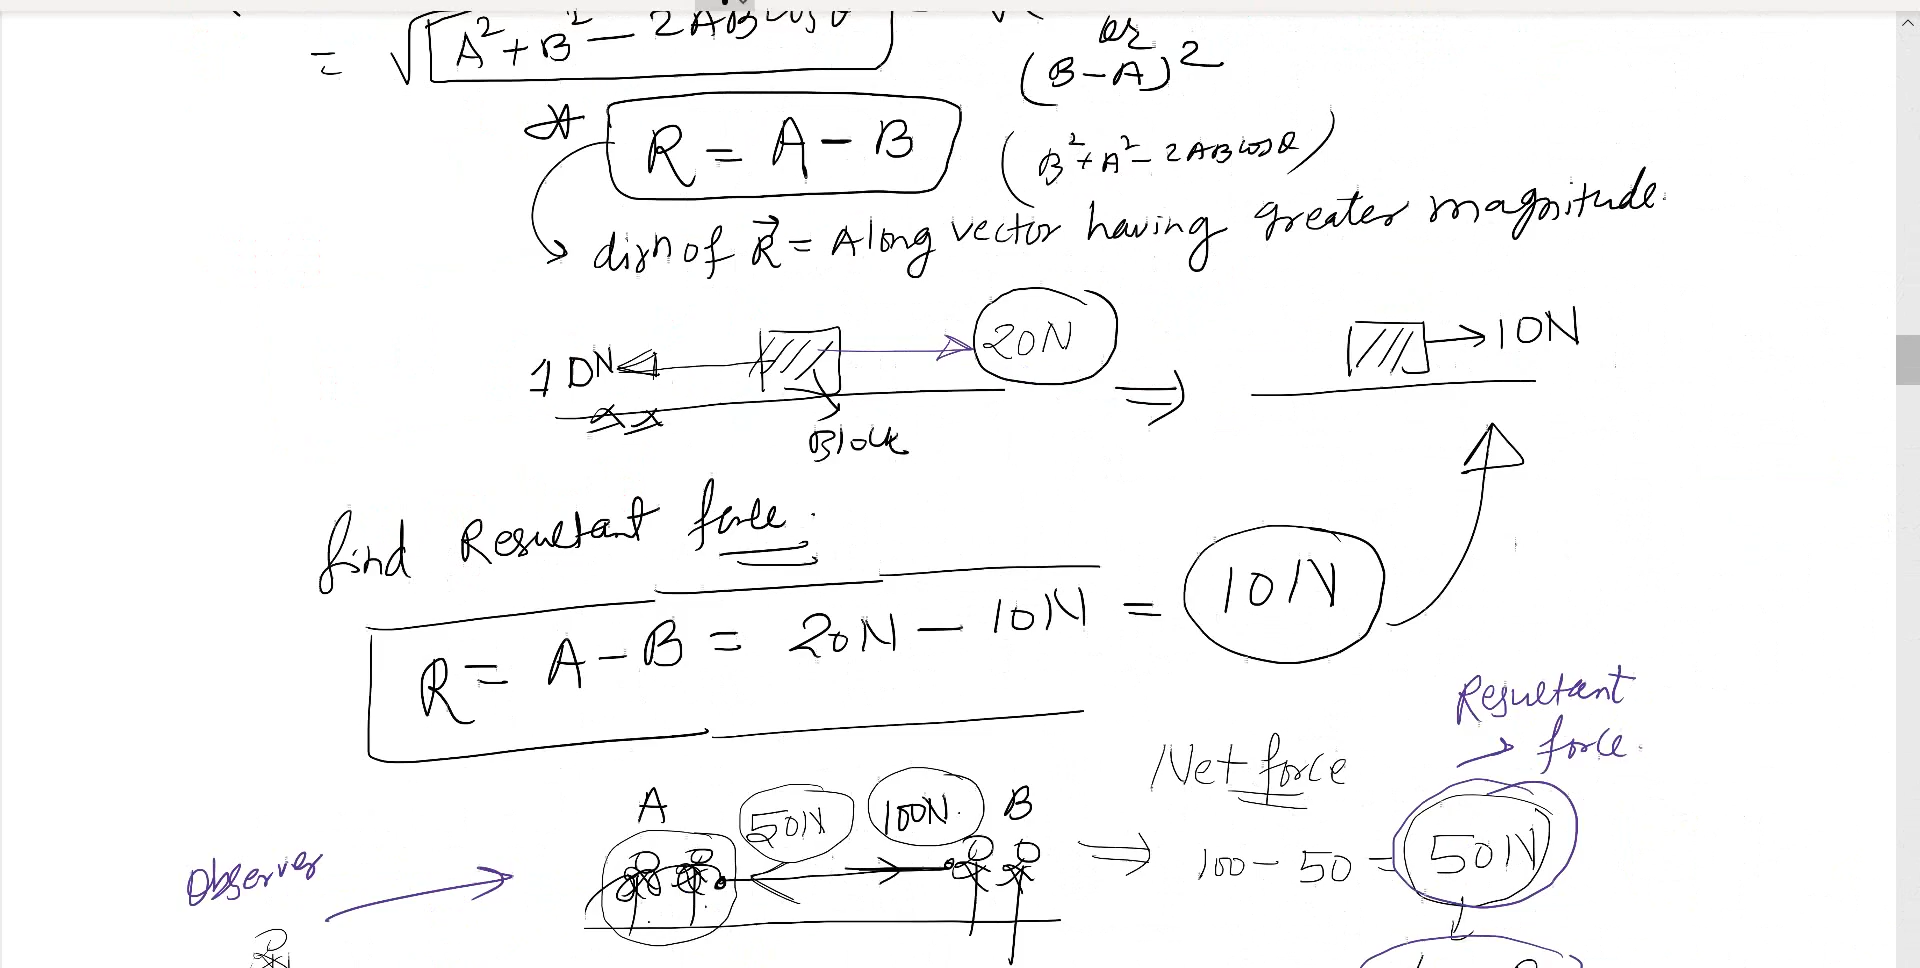 = √[A² + B² - 2AB cos θ]
or
(B - A)²
R = A - B
(B² + A² - 2AB cos θ)
dirn of R⃗ = Along vector having greater magnitude.
10N
20N
10N
Block
find Resultant force.
R = A - B = 20N - 10N = 10N
Resultant
force.
Net force
A
50N
100N.
B
100 - 50 = 50N
Observer